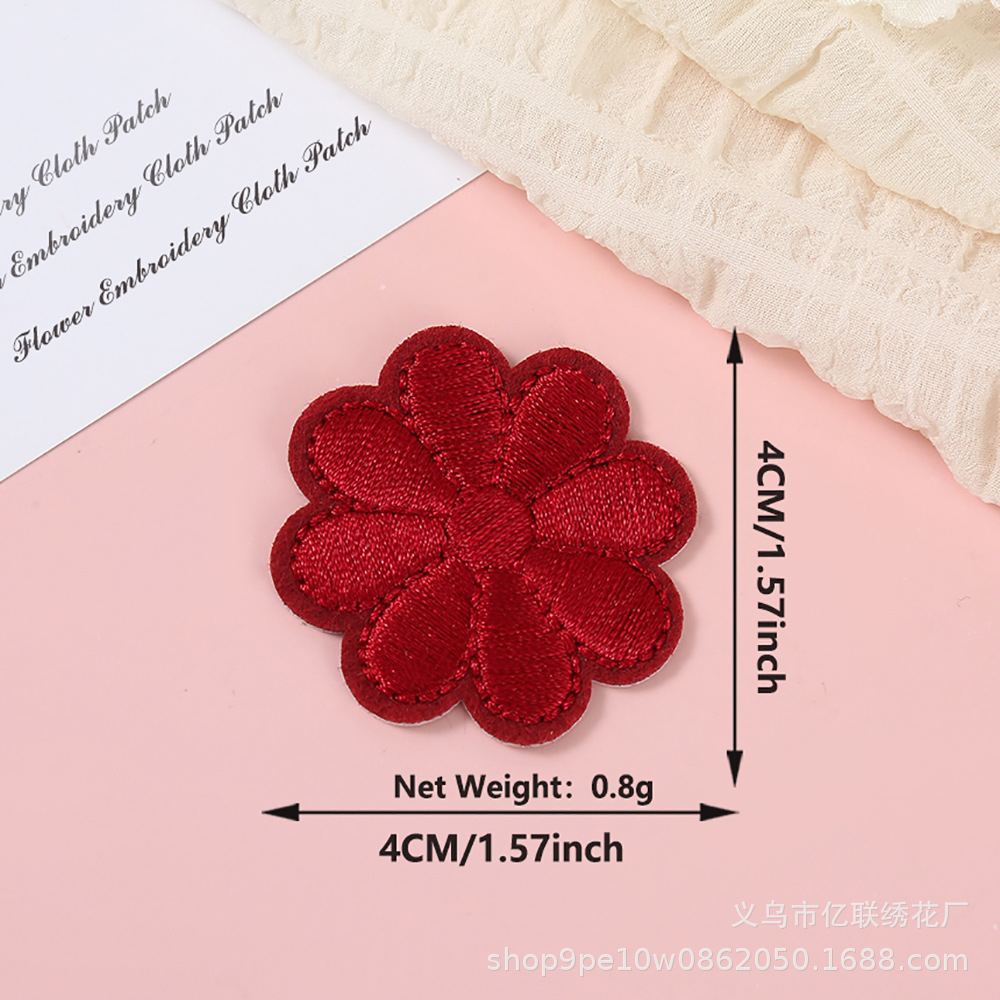 ry Cloth Patch
Embroidery Cloth Patch
Flower Embroidery Cloth Patch
4CM/1.57inch
Net Weight: 0.8g
4CM/1.57inch
义乌市亿联绣花厂
shop9pe10w0862050.1688.com